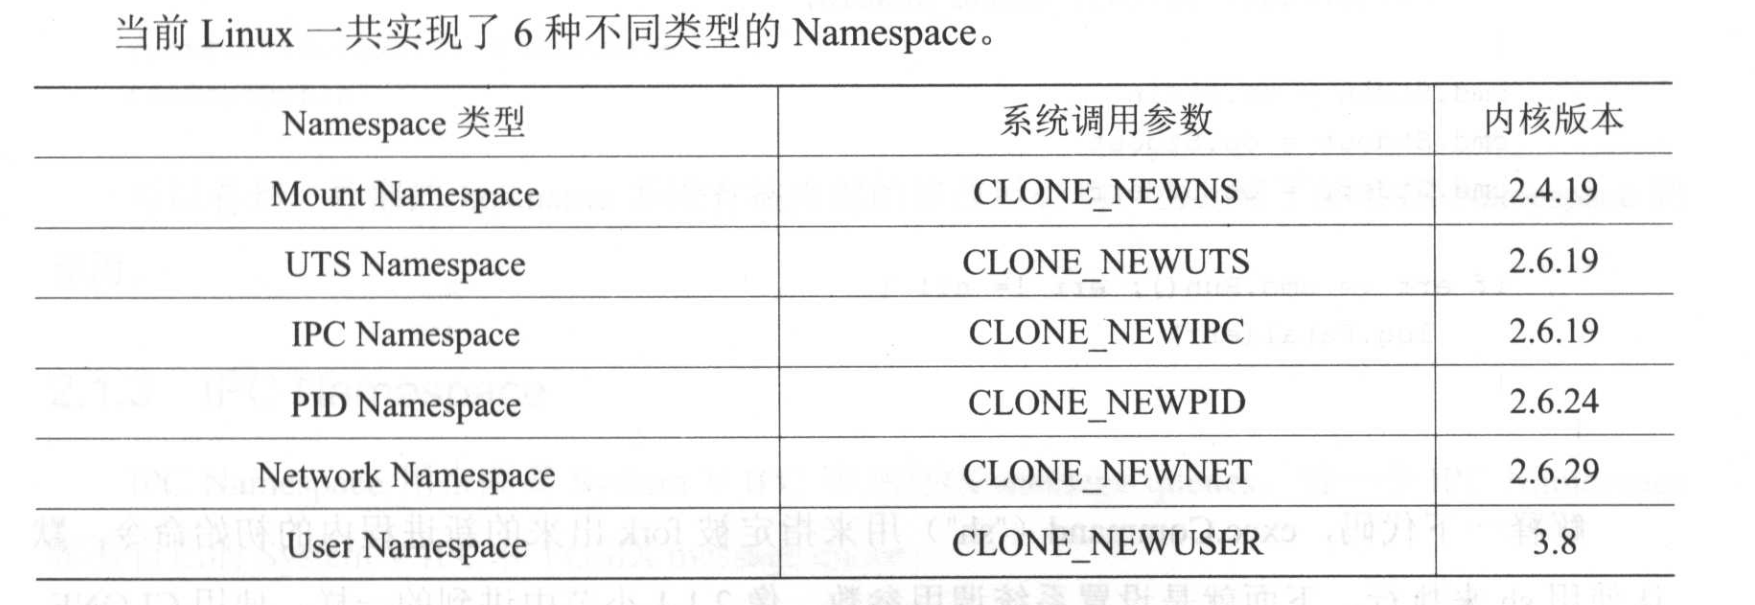 当前 Linux 一共实现了 6 种不同类型的 Namespace。
Namespace 类型 系统调用参数 内核版本
Mount Namespace CLONE_NEWNS 2.4.19
UTS Namespace CLONE_NEWUTS 2.6.19
IPC Namespace CLONE_NEWIPC 2.6.19
PID Namespace CLONE_NEWPID 2.6.24
Network Namespace CLONE_NEWNET 2.6.29
User Namespace CLONE_NEWUSER 3.8